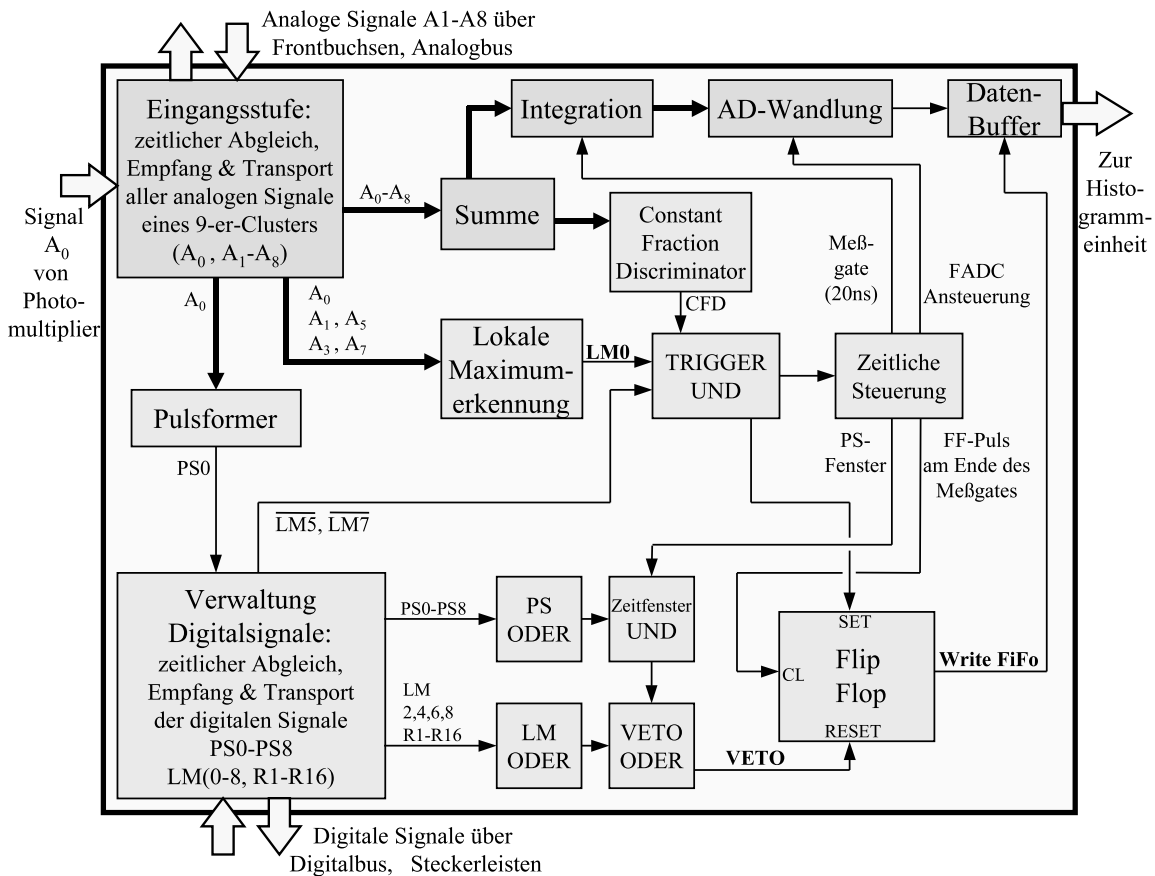 Analoge Signale A1-A8 über
Frontbuchsen, Analogbus
Eingangsstufe:
zeitlicher Abgleich,
Empfang & Transport
aller analogen Signale
eines 9-er-Clusters
(A0 , A1-A8)
Integration
AD-Wandlung
Daten-
Buffer
Zur
Histo-
gramm-
einheit
Signal
A0
von
Photo-
multiplier
A0-A8
Summe
Constant
Fraction
Discriminator
Meß-
gate
(20ns)
FADC
Ansteuerung
A0
A0
A1 , A5
A3 , A7
CFD
Lokale
Maximum-
erkennung
LM0
TRIGGER
UND
Zeitliche
Steuerung
Pulsformer
PS0
PS-
Fenster
FF-Puls
am Ende des
Meßgates
L̅M̅5̅, L̅M̅7̅
Verwaltung
Digitalsignale:
zeitlicher Abgleich,
Empfang & Transport
der digitalen Signale
PS0-PS8
LM(0-8, R1-R16)
PS0-PS8
PS
ODER
Zeitfenster
UND
SET
CL
Flip
Flop
RESET
Write FiFo
LM
2,4,6,8
R1-R16
LM
ODER
VETO
ODER
VETO
Digitale Signale über
Digitalbus, Steckerleisten